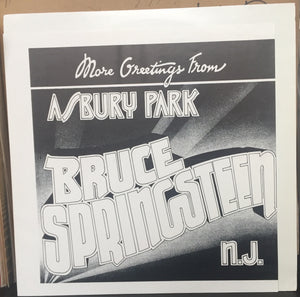 More Greetings From
ASBURY PARK
BRUCE
SPRINGSTEEN
N.J.